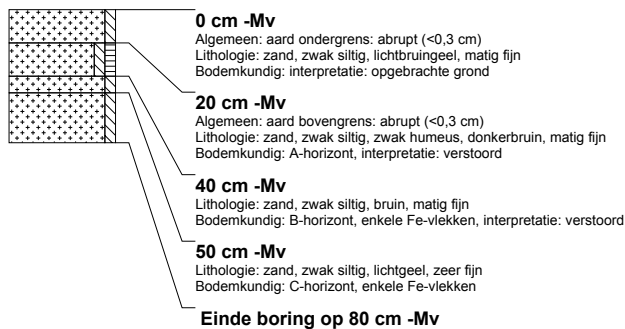 0 cm -Mv
Algemeen: aard ondergrens: abrupt (<0,3 cm)
Lithologie: zand, zwak siltig, lichtbruingeel, matig fijn
Bodemkundig: interpretatie: opgebrachte grond
20 cm -Mv
Algemeen: aard bovengrens: abrupt (<0,3 cm)
Lithologie: zand, zwak siltig, zwak humeus, donkerbruin, matig fijn
Bodemkundig: A-horizont, interpretatie: verstoord
40 cm -Mv
Lithologie: zand, zwak siltig, bruin, matig fijn
Bodemkundig: B-horizont, enkele Fe-vlekken, interpretatie: verstoord
50 cm -Mv
Lithologie: zand, zwak siltig, lichtgeel, zeer fijn
Bodemkundig: C-horizont, enkele Fe-vlekken
Einde boring op 80 cm -Mv